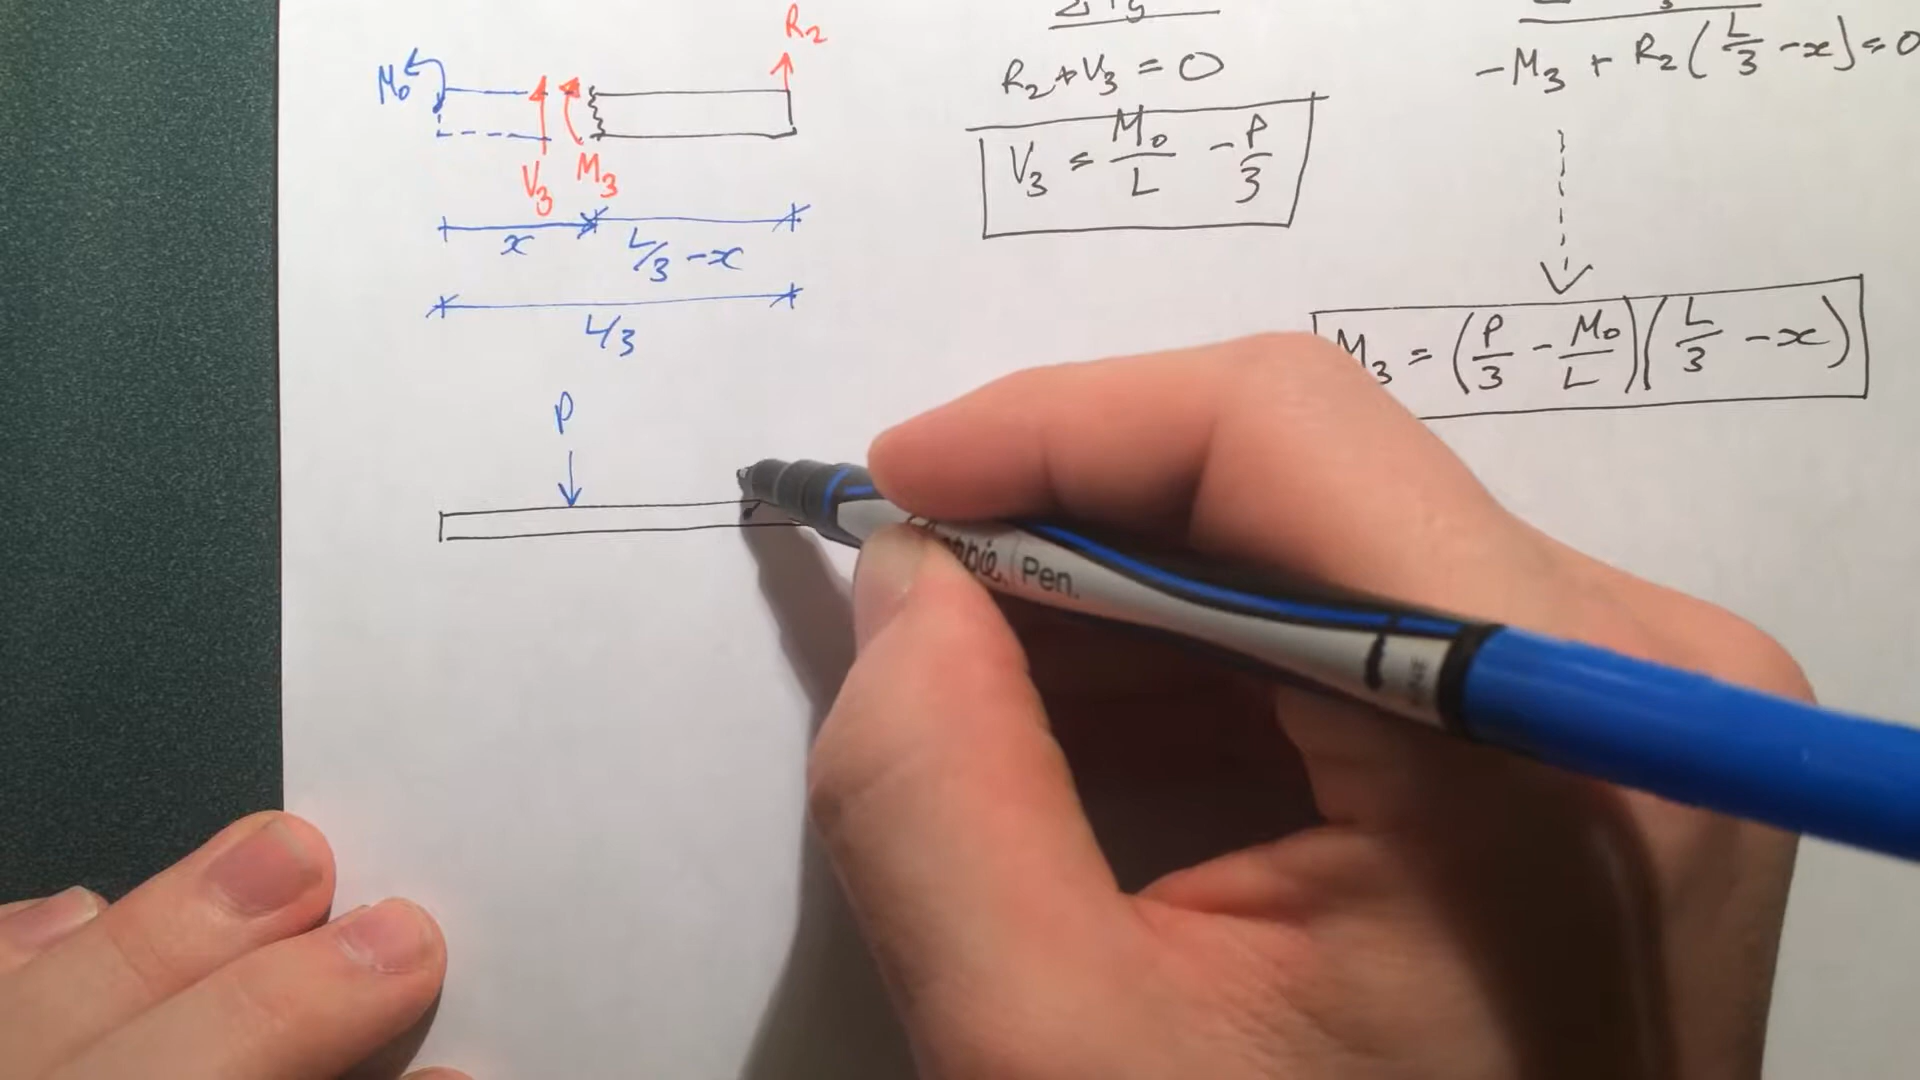 R₂
M₀
V₃
M₃
x
L/3 -x
L/3
P
R₂+V₃ = 0
V₃ = M₀/L - P/3
-M₃ + R₂(L/3 -x)=0
M₃ = (P/3 - M₀/L)(L/3 -x)
Pen.